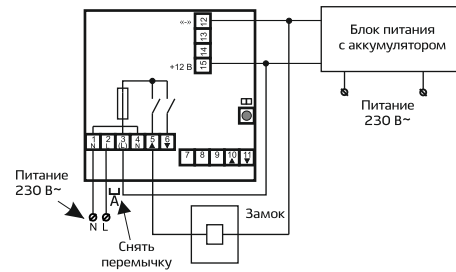 «-»
12
13
14
15
+12 В
Блок питания
с аккумулятором
Питание
230 В~
1
N
2
L
3
(L)
4
N
5
6
7
8
9
10
11
Питание
230 В~
N
L
A
Снять
перемычку
Замок